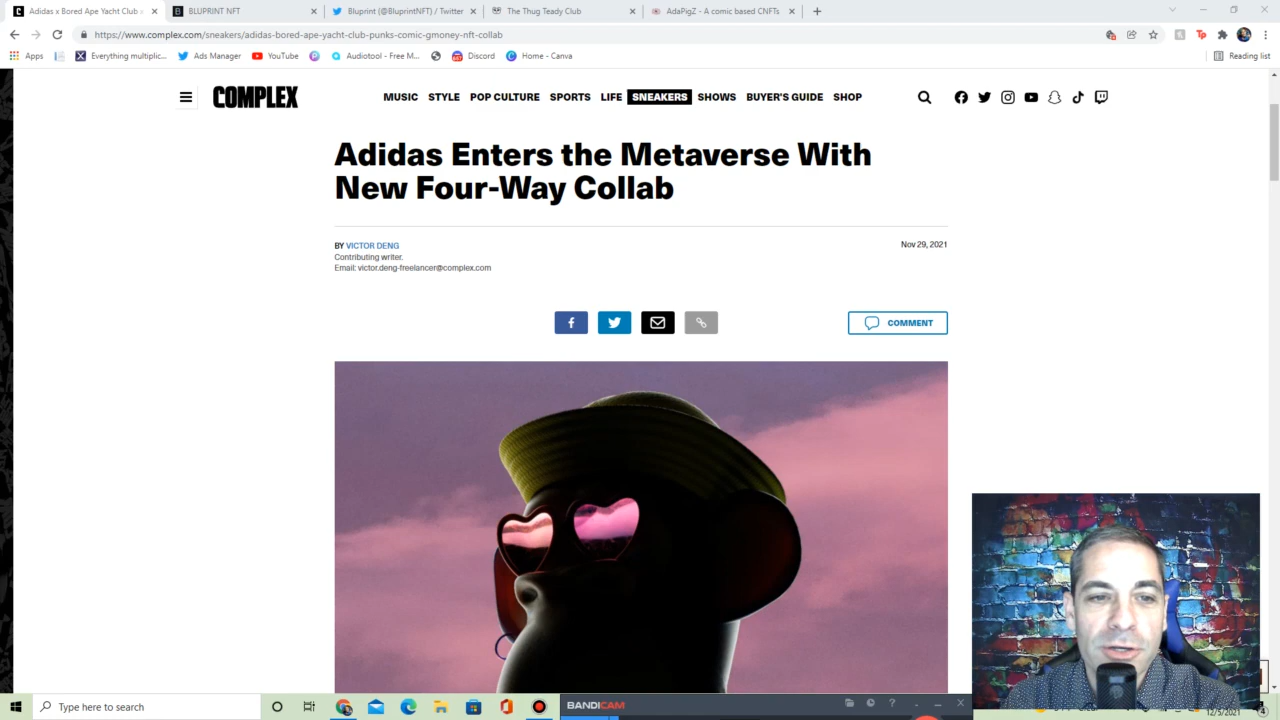 Adidas x Bored Ape Yacht Club x
BLUPRINT NFT
Bluprint (@BluprintNFT) / Twitter
The Thug Teady Club
AdaPigZ - A comic based CNFTs
https://www.complex.com/sneakers/adidas-bored-ape-yacht-club-punks-comic-gmoney-nft-collab
Apps
Everything multiplic...
Ads Manager
YouTube
Audiotool - Free M...
Discord
Home - Canva
Reading list
COMPLEX
MUSIC STYLE POP CULTURE SPORTS LIFE SNEAKERS SHOWS BUYER'S GUIDE SHOP
Adidas Enters the Metaverse With
New Four-Way Collab
BY VICTOR DENG
Nov 29, 2021
Contributing writer.
Email: victor.deng-freelancer@complex.com
COMMENT
Type here to search
BANDICAM
12/5/2021